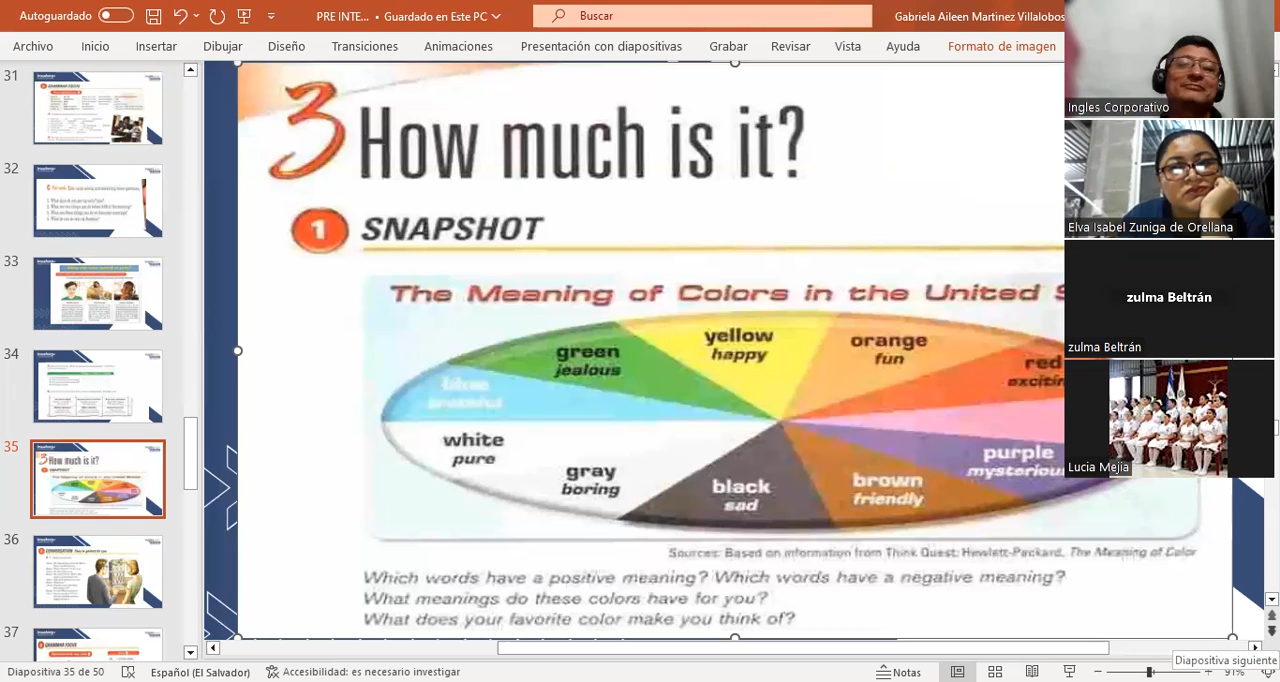 Autoguardado
PRE INTE... • Guardado en Este PC
Buscar
Gabriela Aileen Martinez Villalobos
Archivo Inicio Insertar Dibujar Diseño Transiciones Animaciones Presentación con diapositivas Grabar Revisar Vista Ayuda Formato de imagen
31
32
33
34
35
36
37
3 How much is it?
1 SNAPSHOT
The Meaning of Colors in the United S
green
jealous
yellow
happy
orange
fun
red
exciting
blue
peaceful
white
pure
gray
boring
black
sad
brown
friendly
purple
mysterious
Sources: Based on information from Think Quest; Hewlett-Packard, The Meaning of Color
Which words have a positive meaning? Which words have a negative meaning?
What meanings do these colors have for you?
What does your favorite color make you think of?
Ingles Corporativo
Elva Isabel Zuniga de Orellana
zulma Beltrán
zulma Beltrán
Lucia Mejía
Diapositiva siguiente
Diapositiva 35 de 50
Español (El Salvador)
Accesibilidad: es necesario investigar
Notas
91%